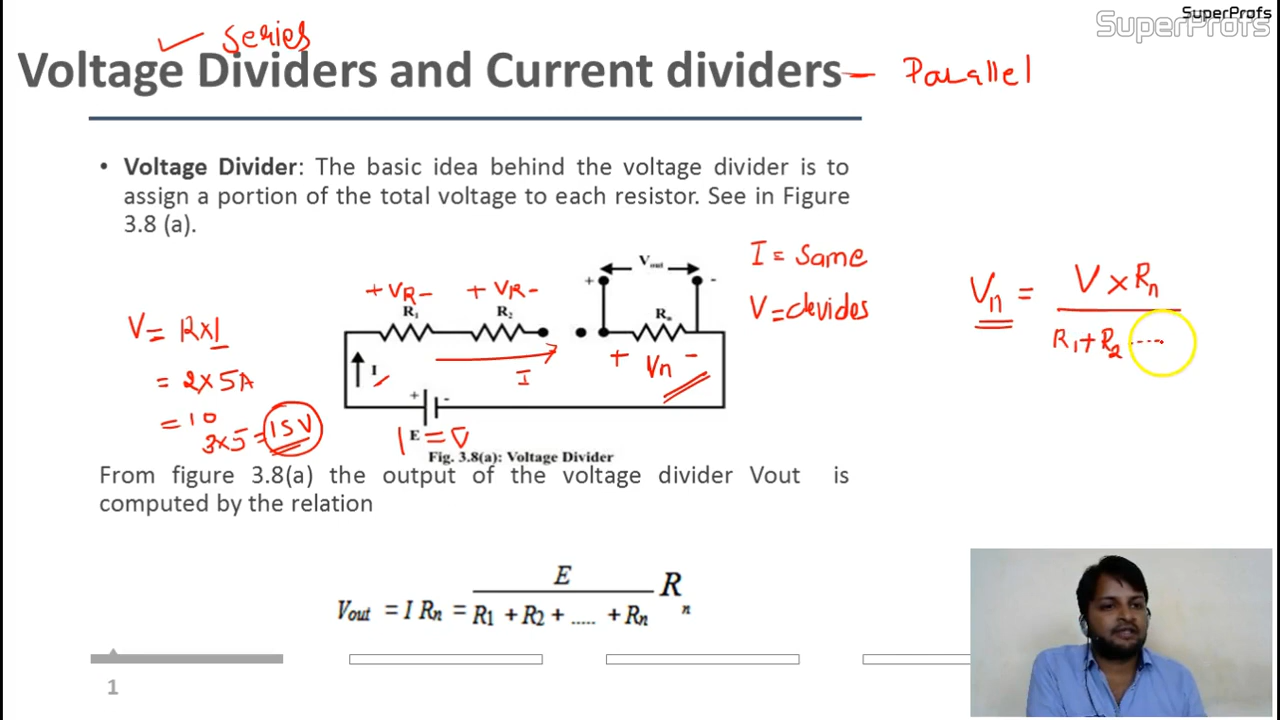 SuperProfs
SuperProfs
series
Voltage Dividers and Current dividers
Parallel
• Voltage Divider: The basic idea behind the voltage divider is to
assign a portion of the total voltage to each resistor. See in Figure
3.8 (a).
Vout
+ -
I = Same
V = devides
+ VR - + VR -
R₁ R₂ Rn
V = R×I
= 2×5A
= 10
3×5 = 15V
I
I
+ Vn -
+ -
E = V
Vn = V × Rn
R₁ + R₂ .....
Fig. 3.8(a): Voltage Divider
From figure 3.8(a) the output of the voltage divider Vout is
computed by the relation
E
Vout = I Rn = R1 + R2 + ..... + Rn R n
1